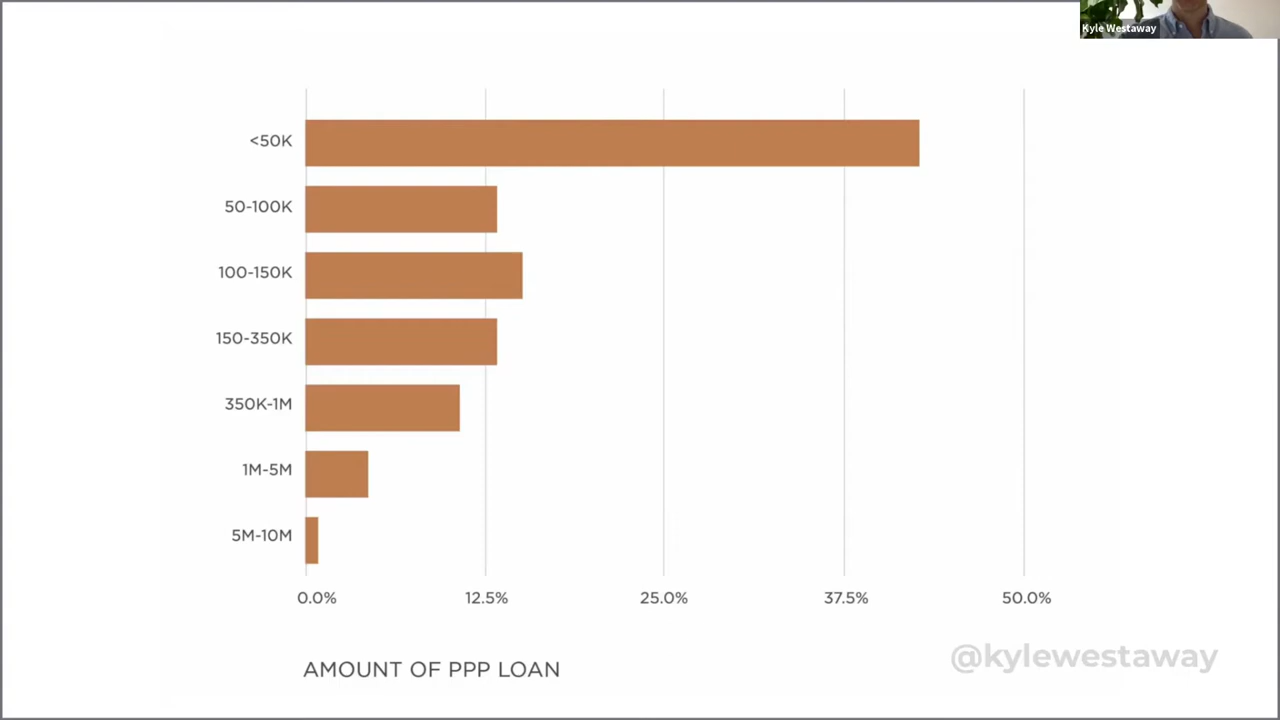 Kyle Westaway
<50K
50-100K
100-150K
150-350K
350K-1M
1M-5M
5M-10M
0.0% 12.5% 25.0% 37.5% 50.0%
AMOUNT OF PPP LOAN
@kylewestaway